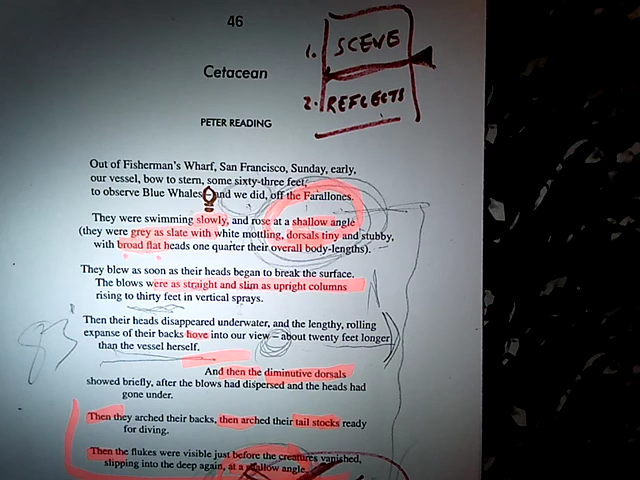 46
1. SCENE
2. REFLECTS
Cetacean
PETER READING
Out of Fisherman's Wharf, San Francisco, Sunday, early,
our vessel, bow to stern, some sixty-three feet,
to observe Blue Whales – and we did, off the Farallones.
They were swimming slowly, and rose at a shallow angle
(they were grey as slate with white mottling, dorsals tiny and stubby,
with broad flat heads one quarter their overall body-lengths).
They blew as soon as their heads began to break the surface.
The blows were as straight and slim as upright columns
rising to thirty feet in vertical sprays.
Then their heads disappeared underwater, and the lengthy, rolling
expanse of their backs hove into our view – about twenty feet longer
than the vessel herself.
And then the diminutive dorsals
showed briefly, after the blows had dispersed and the heads had
gone under.
Then they arched their backs, then arched their tail stocks ready
for diving.
Then the flukes were visible just before the creatures vanished,
slipping into the deep again, at a shallow angle.
83'